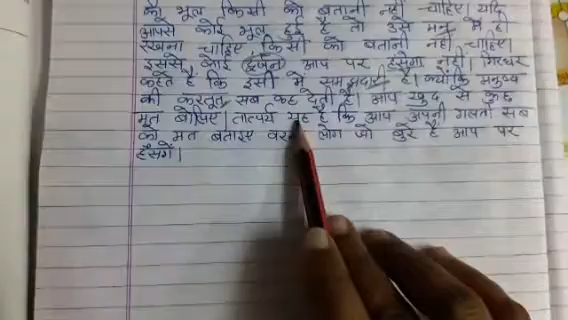 की भूल किसी को बतानी नहीं चाहिए। यदि
आपसे कोई भूल हुई है तो उसे मन में ही
रखना चाहिए, किसी को बताना नहीं चाहिए।
इससे कोई (दुर्जन) आप पर हँसेगा नहीं। गिरधर
कहते है कि इसी में समझदारी है। क्योंकि मनुष्य
की करतूत सब कह देती है। आप खुद से कुछ
मत बोलिए। तात्पर्य यह है कि आप अपनी गलती सब
को मत बताइए वरना लोग जो बुरे है आप पर
हँसेंगे।